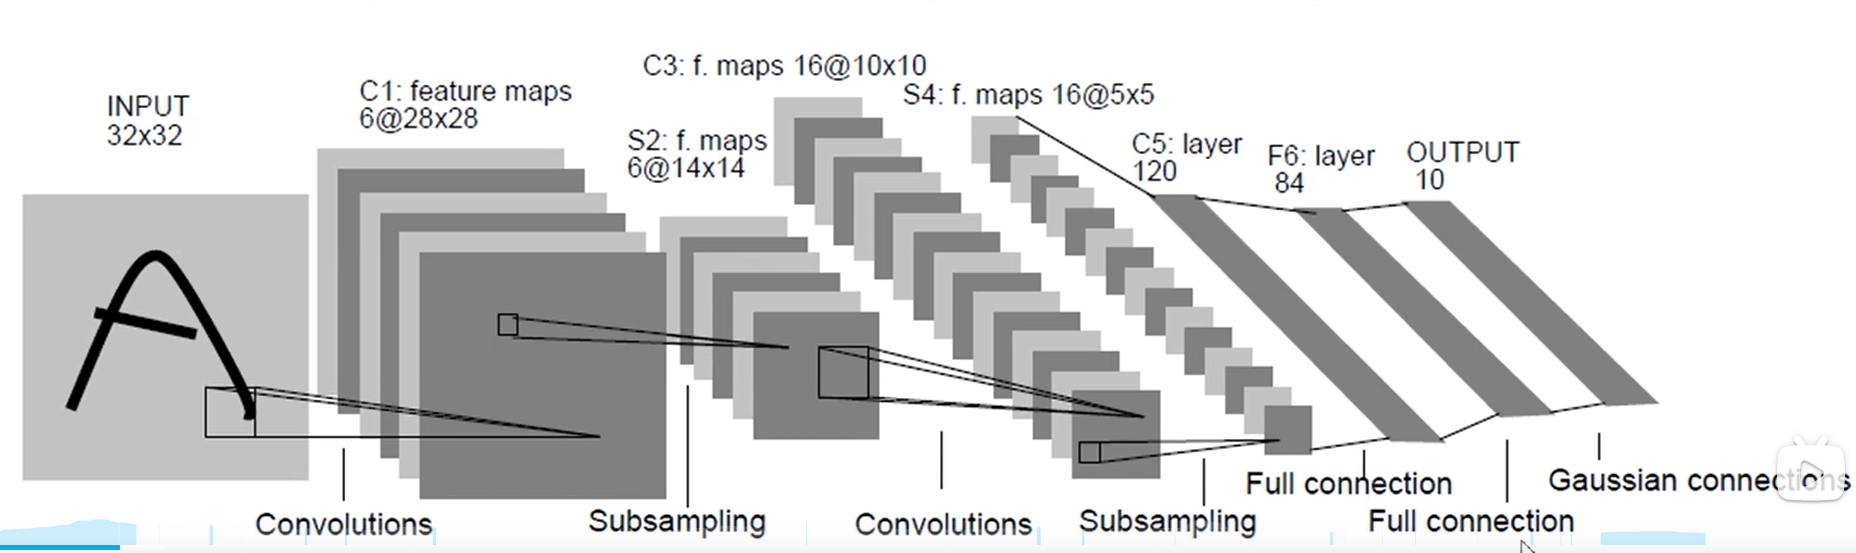 INPUT
32x32
C1: feature maps
6@28x28
S2: f. maps
6@14x14
C3: f. maps 16@10x10
S4: f. maps 16@5x5
C5: layer
120
F6: layer
84
OUTPUT
10
Convolutions
Subsampling
Convolutions
Subsampling
Full connection
Full connection
Gaussian connections